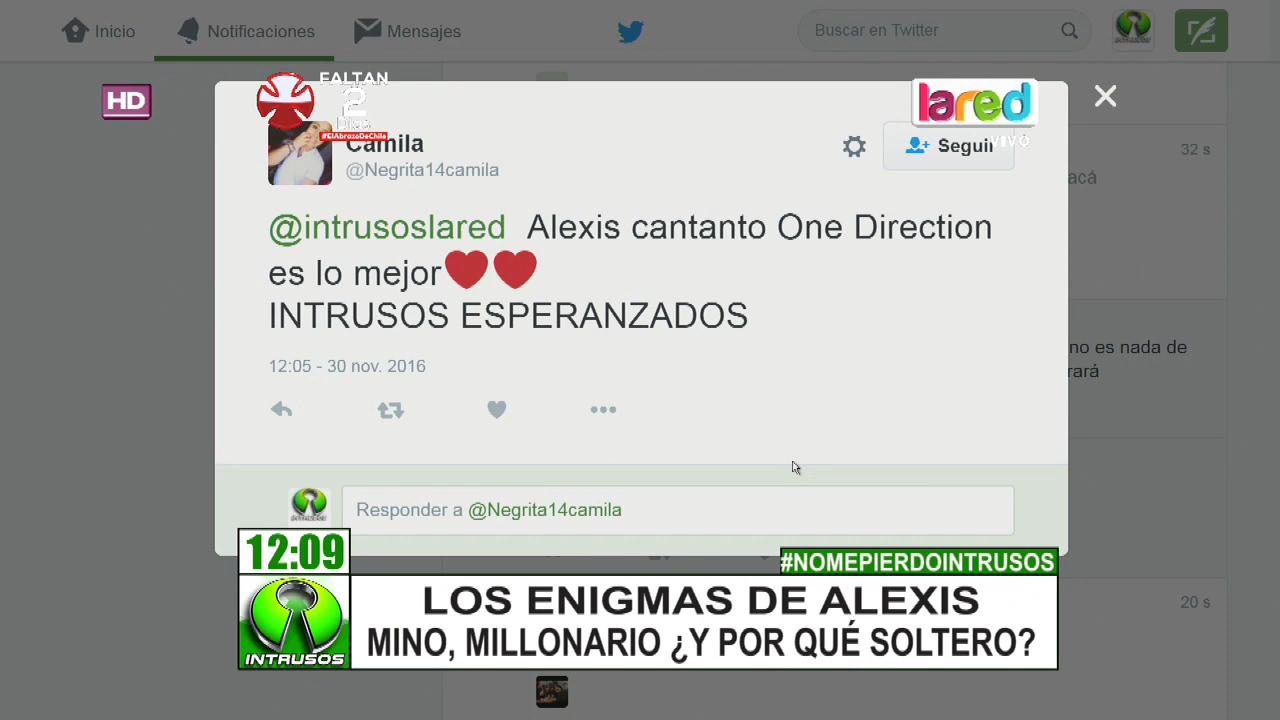 Inicio
Notificaciones
Mensajes
Buscar en Twitter
HD
FALTAN
2
Días
#ElAbrazoDeChile
lared
VIVO
Camila
@Negrita14camila
Seguir
32 s
acá
@intrusoslared Alexis cantanto One Direction
es lo mejor❤❤
INTRUSOS ESPERANZADOS
no es nada de
rará
12:05 - 30 nov. 2016
Responder a @Negrita14camila
12:09
#NOMEPIERDOINTRUSOS
LOS ENIGMAS DE ALEXIS
MINO, MILLONARIO ¿Y POR QUÉ SOLTERO?
INTRUSOS
20 s